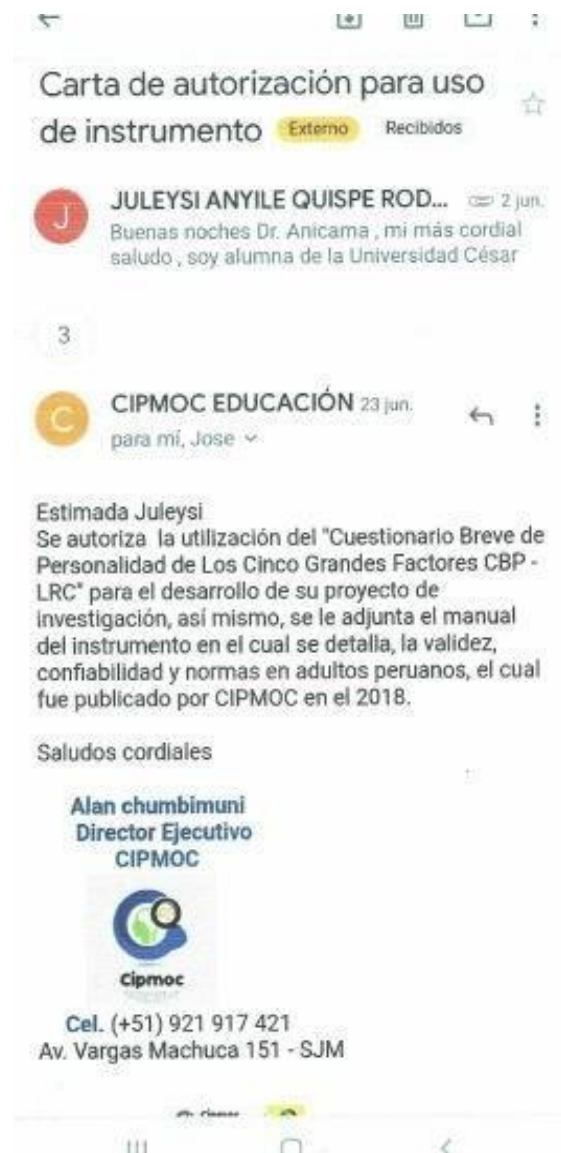 Carta de autorización para uso
de instrumento Externo Recibidos
J
JULEYSI ANYILE QUISPE ROD... 2 jun.
Buenas noches Dr. Anicama , mi más cordial
saludo , soy alumna de la Universidad César
3
C
CIPMOC EDUCACIÓN 23 jun.
para mí, Jose
Estimada Juleysi
Se autoriza la utilización del "Cuestionario Breve de
Personalidad de Los Cinco Grandes Factores CBP -
LRC" para el desarrollo de su proyecto de
investigación, así mismo, se le adjunta el manual
del instrumento en el cual se detalla, la validez,
confiabilidad y normas en adultos peruanos, el cual
fue publicado por CIPMOC en el 2018.
Saludos cordiales
Alan chumbimuni
Director Ejecutivo
CIPMOC
Cipmoc
Cel. (+51) 921 917 421
Av. Vargas Machuca 151 - SJM